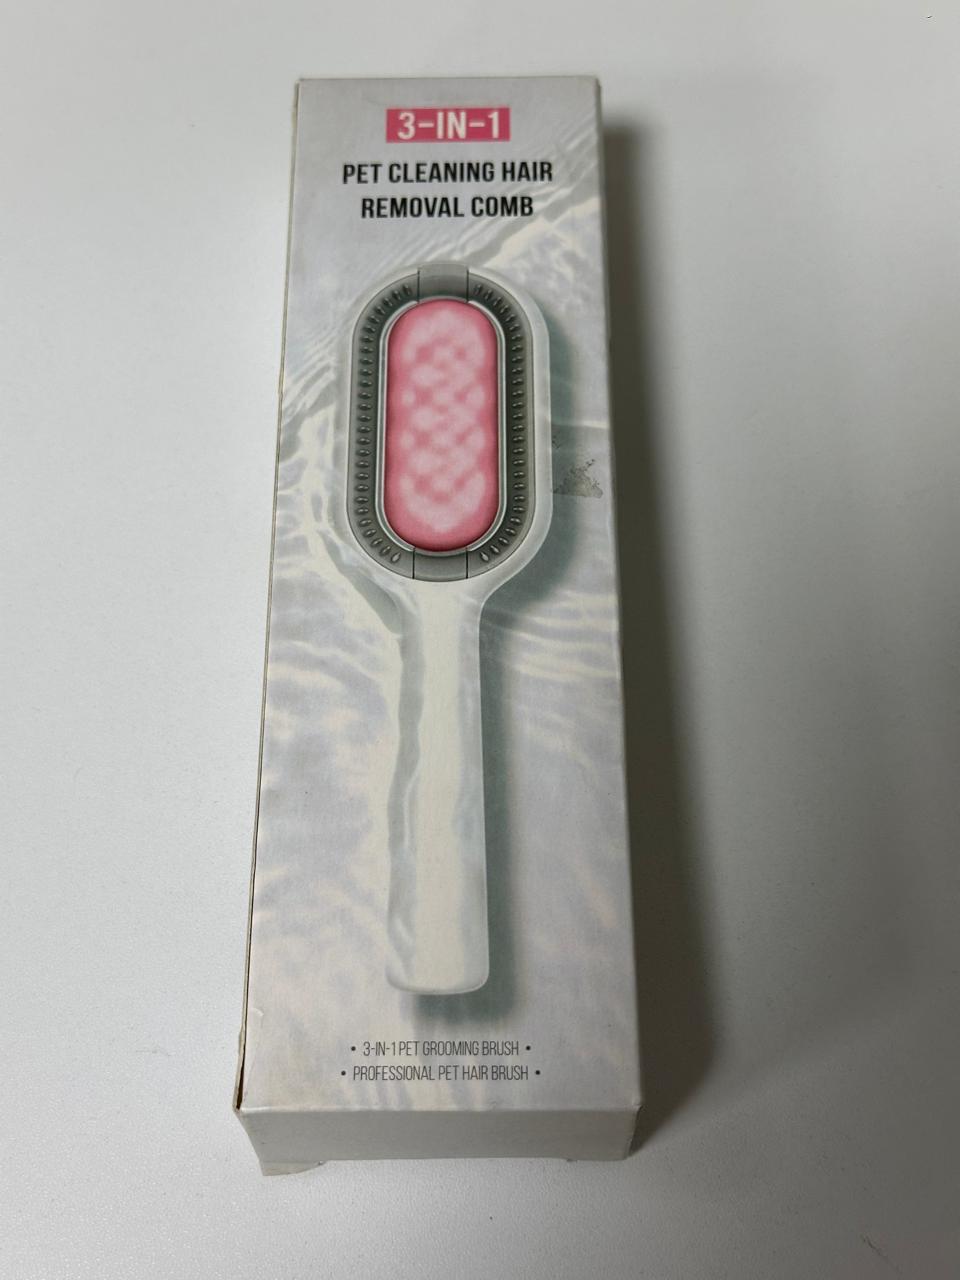 3-IN-1
PET CLEANING HAIR
REMOVAL COMB
• 3-IN-1 PET GROOMING BRUSH •
• PROFESSIONAL PET HAIR BRUSH •